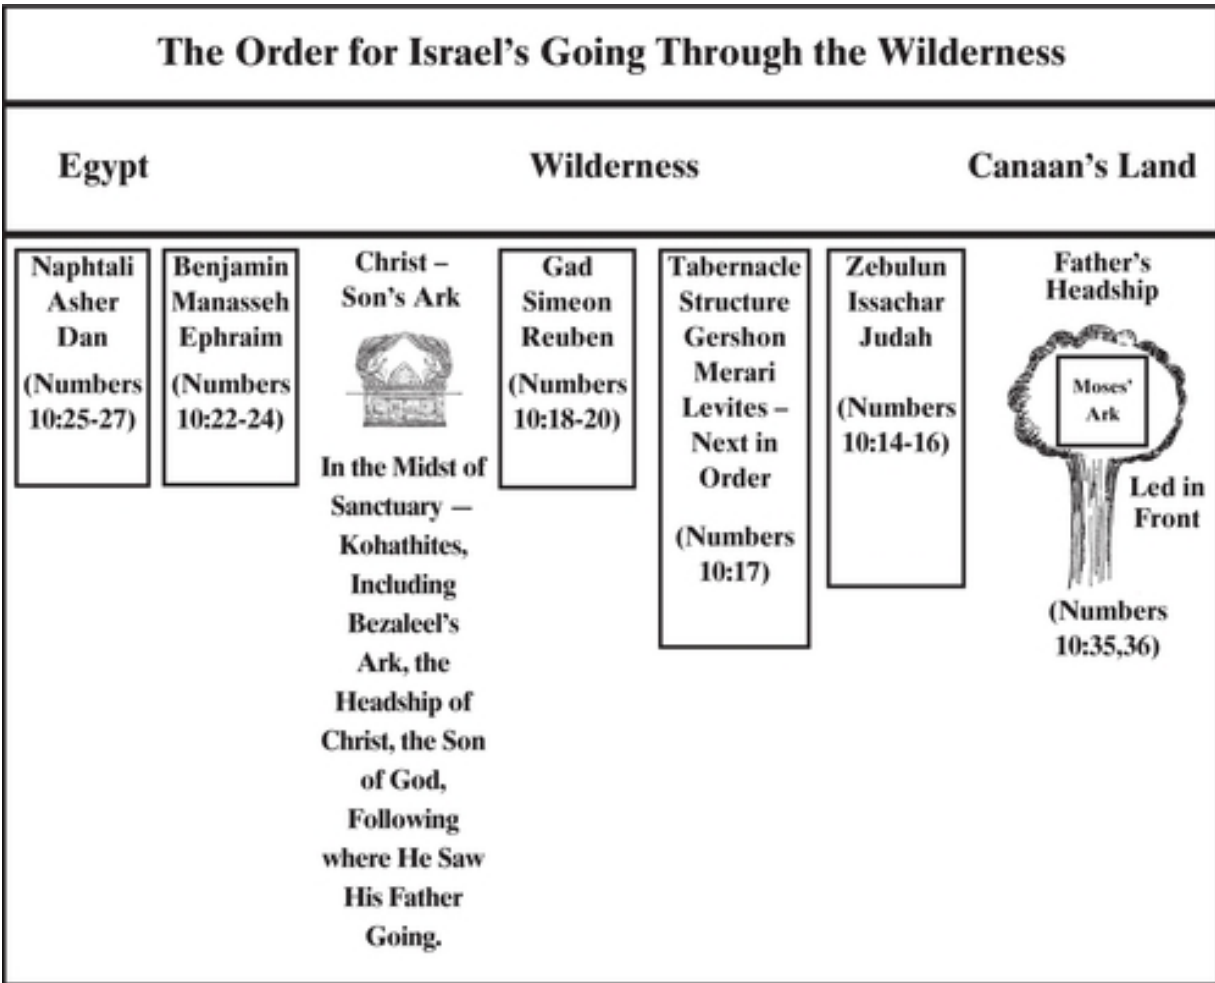 The Order for Israel's Going Through the Wilderness
Egypt
Wilderness
Canaan's Land
Naphtali
Asher
Dan
(Numbers
10:25-27)
Benjamin
Manasseh
Ephraim
(Numbers
10:22-24)
Christ –
Son's Ark
In the Midst of
Sanctuary —
Kohathites,
Including
Bezaleel's
Ark, the
Headship of
Christ, the Son
of God,
Following
where He Saw
His Father
Going.
Gad
Simeon
Reuben
(Numbers
10:18-20)
Tabernacle
Structure
Gershon
Merari
Levites –
Next in
Order
(Numbers
10:17)
Zebulun
Issachar
Judah
(Numbers
10:14-16)
Father's
Headship
Moses'
Ark
Led in
Front
(Numbers
10:35,36)